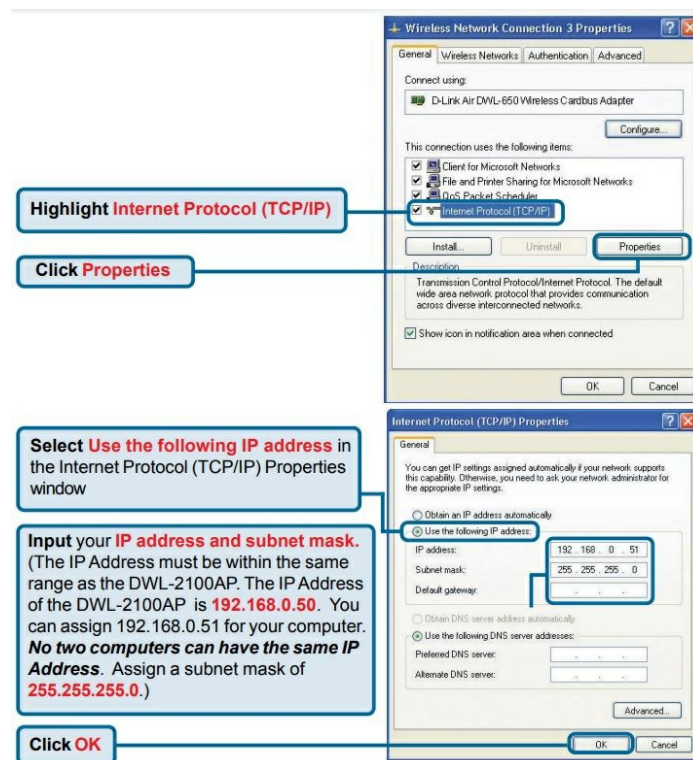 Wireless Network Connection 3 Properties
General Wireless Networks Authentication Advanced
Connect using:
D-Link Air DWL-650 Wireless Cardbus Adapter
Configure...
This connection uses the following items:
Client for Microsoft Networks
File and Printer Sharing for Microsoft Networks
QoS Packet Scheduler
Internet Protocol (TCP/IP)
Install... Uninstall Properties
Description
Transmission Control Protocol/Internet Protocol. The default
wide area network protocol that provides communication
across diverse interconnected networks.
Show icon in notification area when connected
OK Cancel
Highlight Internet Protocol (TCP/IP)
Click Properties
Select Use the following IP address in
the Internet Protocol (TCP/IP) Properties
window
Input your IP address and subnet mask.
(The IP Address must be within the same
range as the DWL-2100AP. The IP Address
of the DWL-2100AP is 192.168.0.50. You
can assign 192.168.0.51 for your computer.
No two computers can have the same IP
Address. Assign a subnet mask of
255.255.255.0.)
Click OK
Internet Protocol (TCP/IP) Properties
General
You can get IP settings assigned automatically if your network supports
this capability. Otherwise, you need to ask your network administrator for
the appropriate IP settings.
Obtain an IP address automatically
Use the following IP address:
IP address: 192 . 168 . 0 . 51
Subnet mask: 255 . 255 . 255 . 0
Default gateway: . . .
Obtain DNS server address automatically
Use the following DNS server addresses:
Preferred DNS server: . . .
Alternate DNS server: . . .
Advanced...
OK Cancel